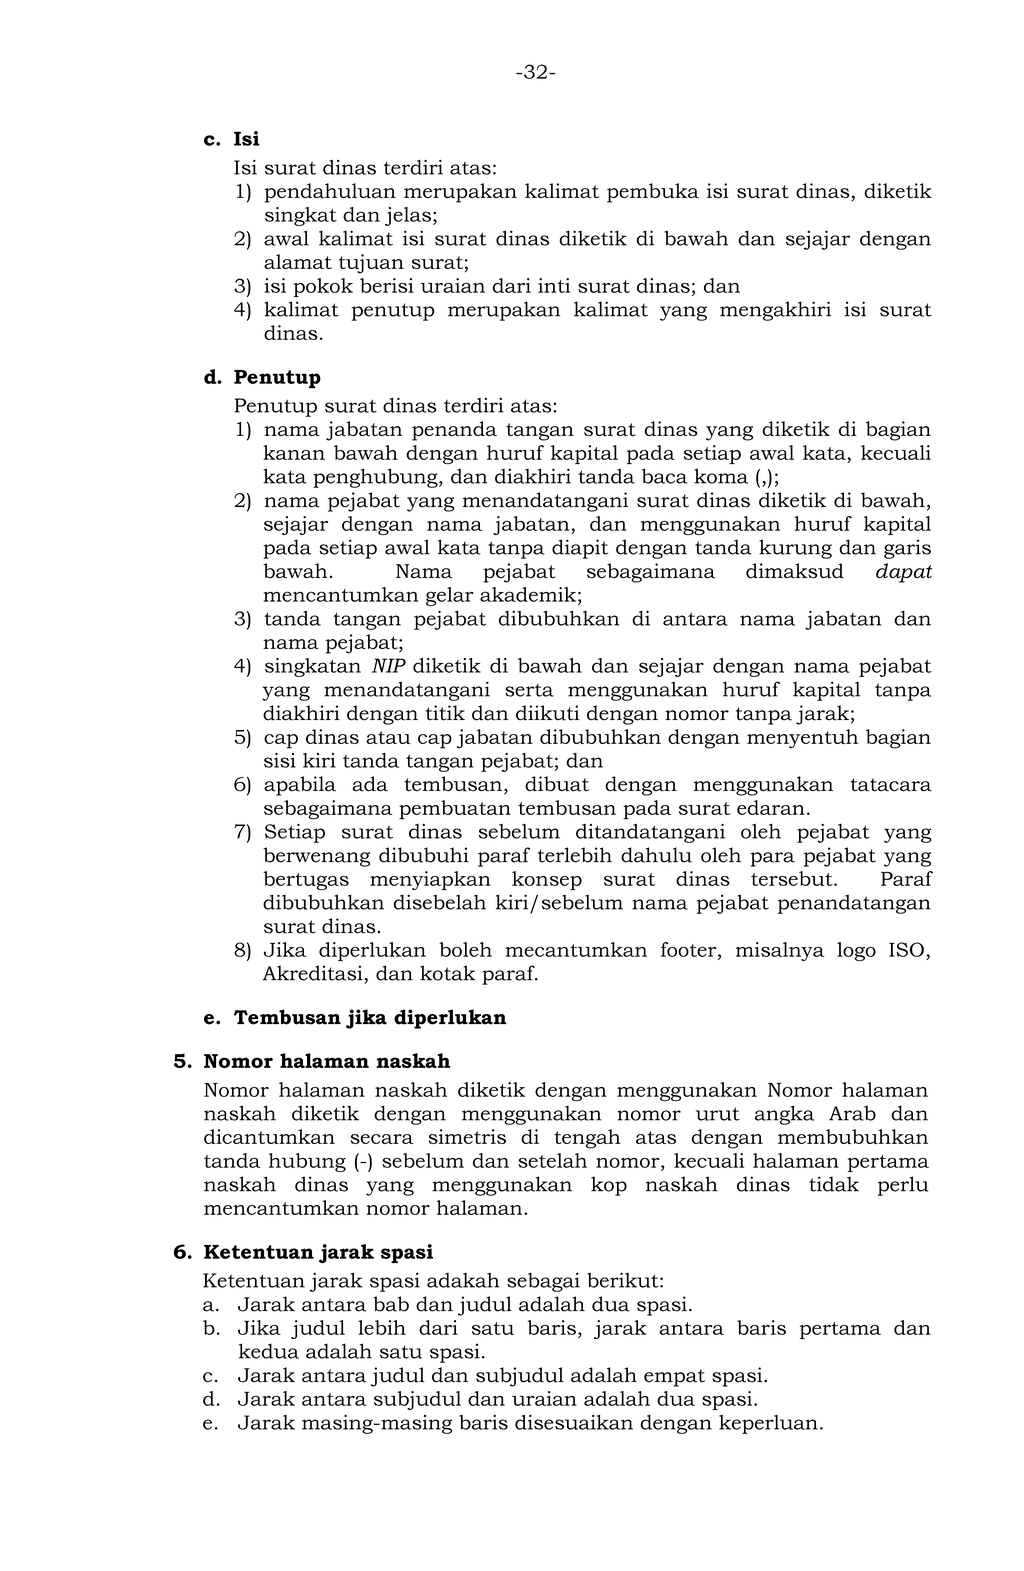 -32-
c. Isi
Isi surat dinas terdiri atas:
1) pendahuluan merupakan kalimat pembuka isi surat dinas, diketik
singkat dan jelas;
2) awal kalimat isi surat dinas diketik di bawah dan sejajar dengan
alamat tujuan surat;
3) isi pokok berisi uraian dari inti surat dinas; dan
4) kalimat penutup merupakan kalimat yang mengakhiri isi surat
dinas.
d. Penutup
Penutup surat dinas terdiri atas:
1) nama jabatan penanda tangan surat dinas yang diketik di bagian
kanan bawah dengan huruf kapital pada setiap awal kata, kecuali
kata penghubung, dan diakhiri tanda baca koma (,);
2) nama pejabat yang menandatangani surat dinas diketik di bawah,
sejajar dengan nama jabatan, dan menggunakan huruf kapital
pada setiap awal kata tanpa diapit dengan tanda kurung dan garis
bawah. Nama pejabat sebagaimana dimaksud dapat
mencantumkan gelar akademik;
3) tanda tangan pejabat dibubuhkan di antara nama jabatan dan
nama pejabat;
4) singkatan NIP diketik di bawah dan sejajar dengan nama pejabat
yang menandatangani serta menggunakan huruf kapital tanpa
diakhiri dengan titik dan diikuti dengan nomor tanpa jarak;
5) cap dinas atau cap jabatan dibubuhkan dengan menyentuh bagian
sisi kiri tanda tangan pejabat; dan
6) apabila ada tembusan, dibuat dengan menggunakan tatacara
sebagaimana pembuatan tembusan pada surat edaran.
7) Setiap surat dinas sebelum ditandatangani oleh pejabat yang
berwenang dibubuhi paraf terlebih dahulu oleh para pejabat yang
bertugas menyiapkan konsep surat dinas tersebut. Paraf
dibubuhkan disebelah kiri/sebelum nama pejabat penandatangan
surat dinas.
8) Jika diperlukan boleh mecantumkan footer, misalnya logo ISO,
Akreditasi, dan kotak paraf.
e. Tembusan jika diperlukan
5. Nomor halaman naskah
Nomor halaman naskah diketik dengan menggunakan Nomor halaman
naskah diketik dengan menggunakan nomor urut angka Arab dan
dicantumkan secara simetris di tengah atas dengan membubuhkan
tanda hubung (-) sebelum dan setelah nomor, kecuali halaman pertama
naskah dinas yang menggunakan kop naskah dinas tidak perlu
mencantumkan nomor halaman.
6. Ketentuan jarak spasi
Ketentuan jarak spasi adakah sebagai berikut:
a. Jarak antara bab dan judul adalah dua spasi.
b. Jika judul lebih dari satu baris, jarak antara baris pertama dan
kedua adalah satu spasi.
c. Jarak antara judul dan subjudul adalah empat spasi.
d. Jarak antara subjudul dan uraian adalah dua spasi.
e. Jarak masing-masing baris disesuaikan dengan keperluan.